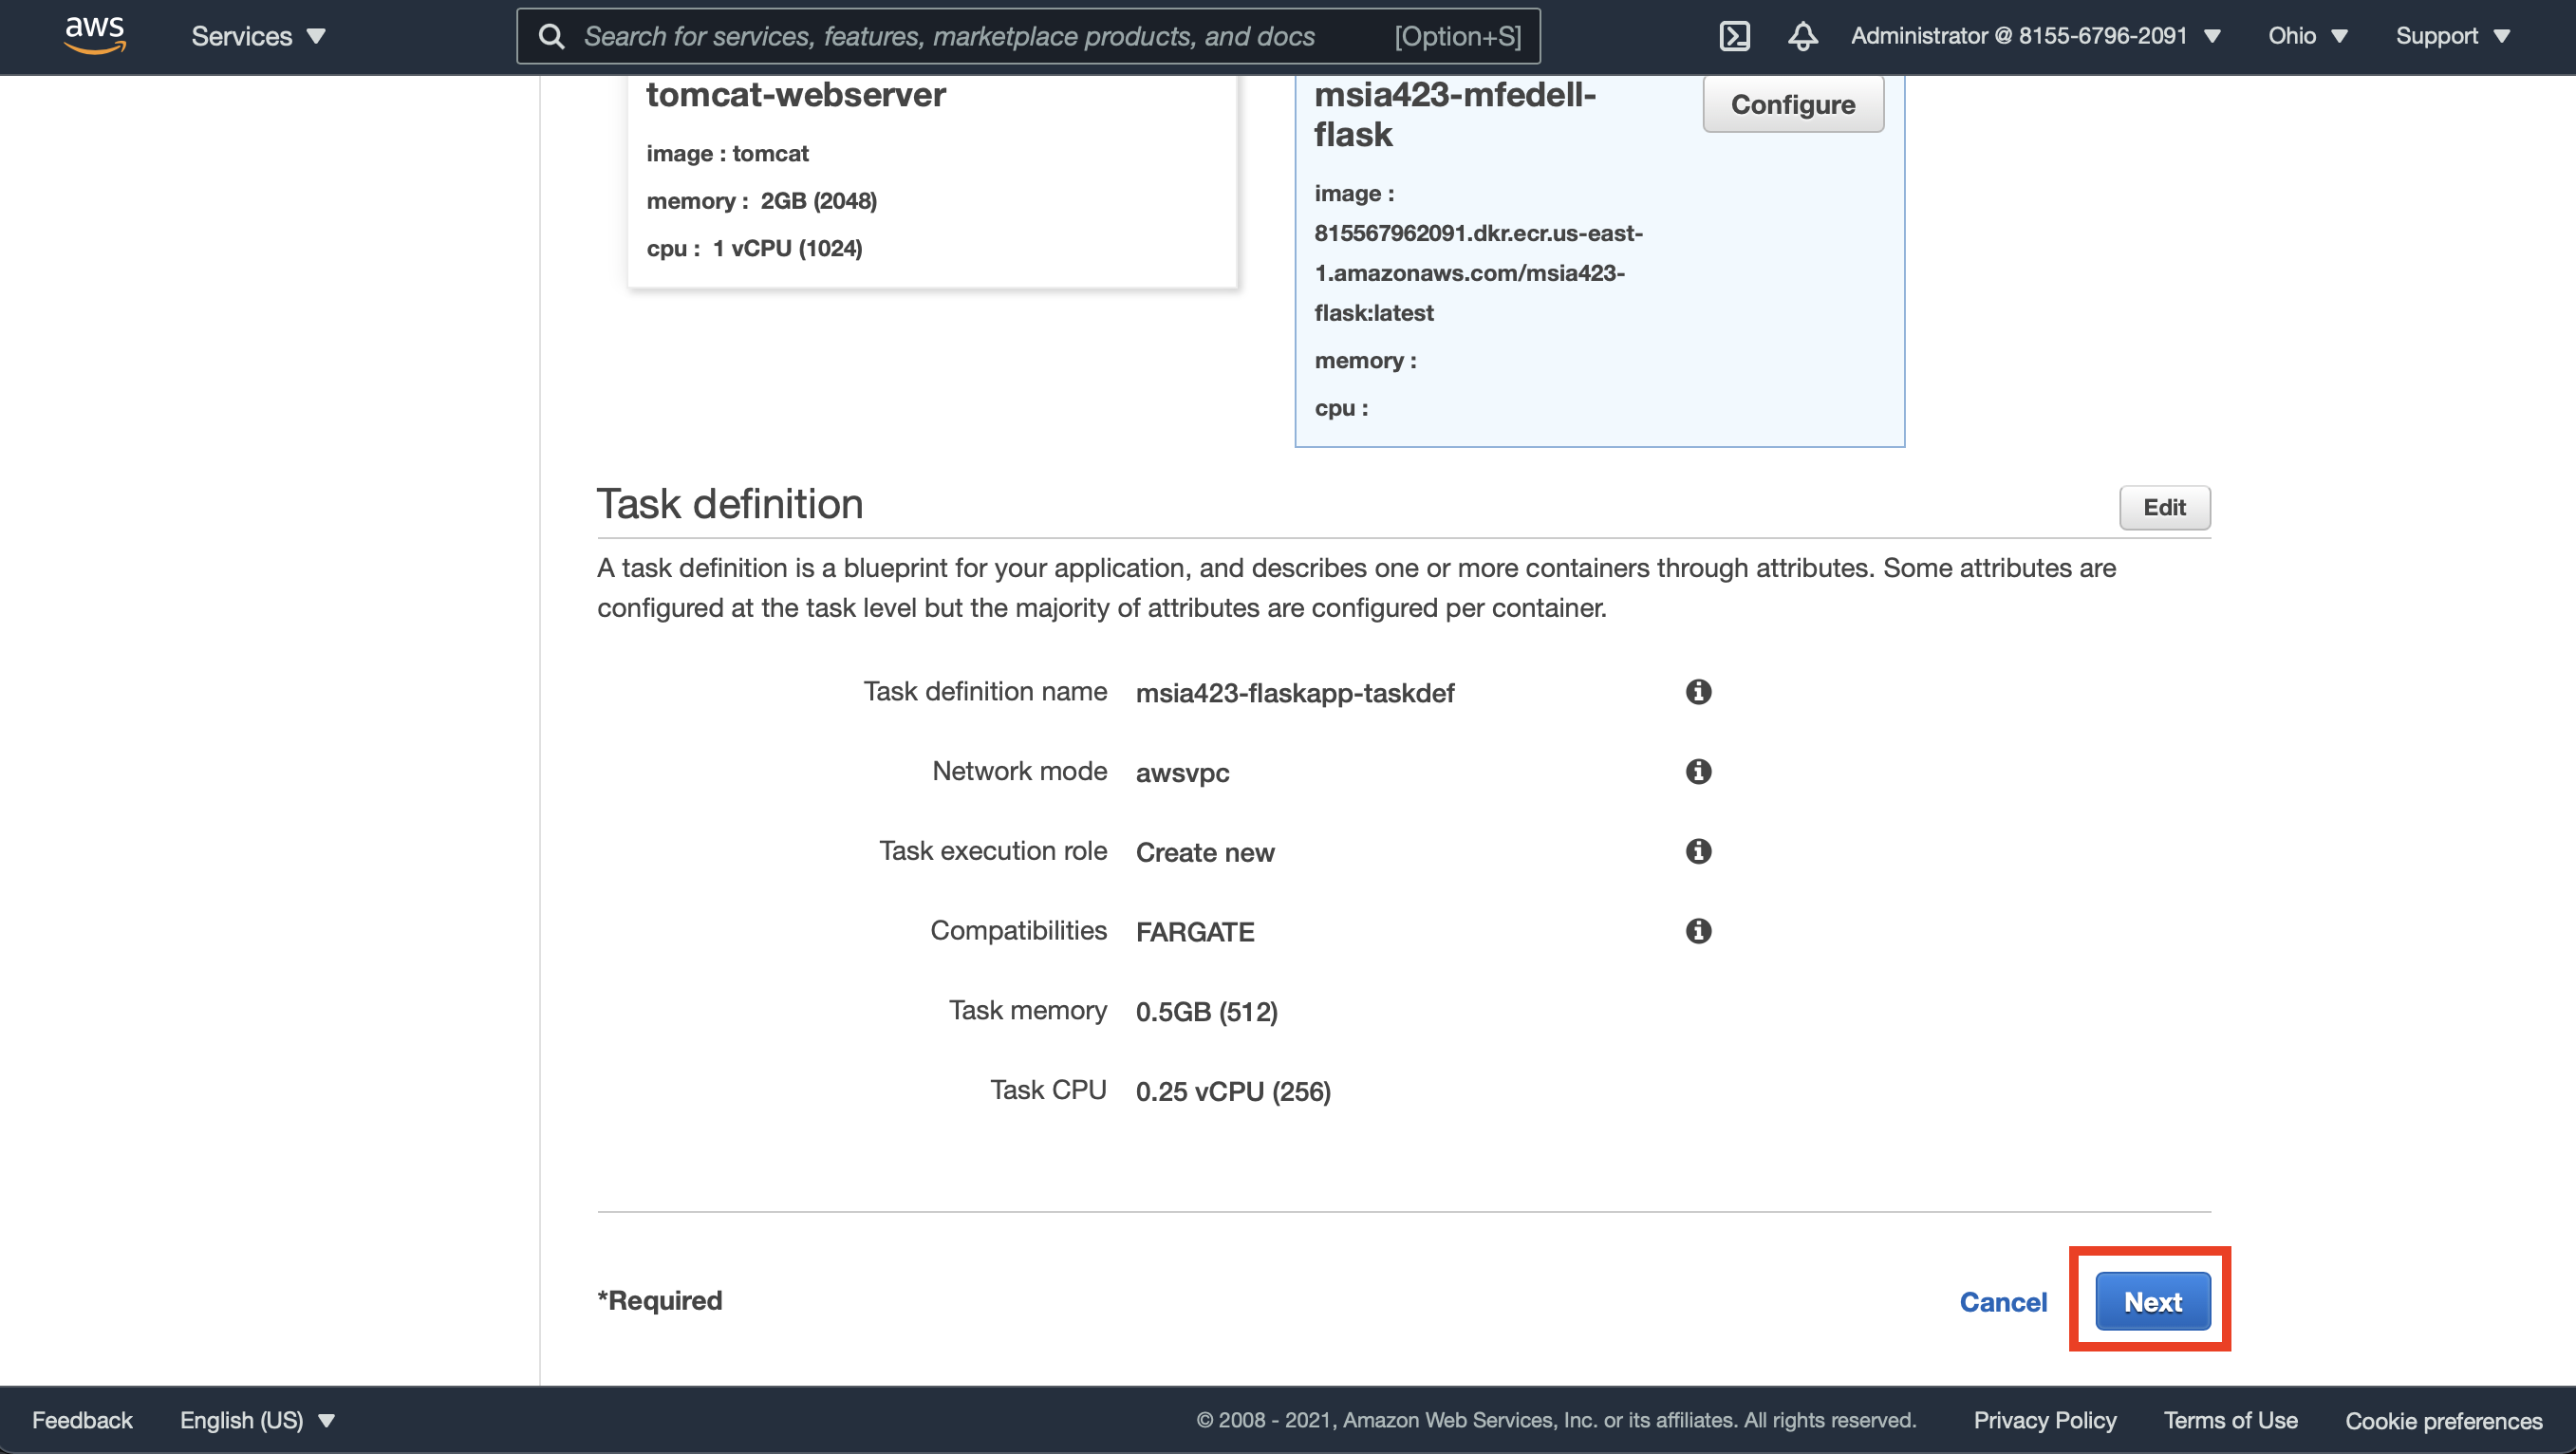 aws
Services
Search for services, features, marketplace products, and docs
[Option+S]
Administrator @ 8155-6796-2091
Ohio
Support
tomcat-webserver
image : tomcat
memory : 2GB (2048)
cpu : 1 vCPU (1024)
msia423-mfedell-
flask
Configure
image :
815567962091.dkr.ecr.us-east-
1.amazonaws.com/msia423-
flask:latest
memory :
cpu :
Task definition
Edit
A task definition is a blueprint for your application, and describes one or more containers through attributes. Some attributes are
configured at the task level but the majority of attributes are configured per container.
Task definition name msia423-flaskapp-taskdef
Network mode awsvpc
Task execution role Create new
Compatibilities FARGATE
Task memory 0.5GB (512)
Task CPU 0.25 vCPU (256)
*Required
Cancel
Next
Feedback
English (US)
© 2008 - 2021, Amazon Web Services, Inc. or its affiliates. All rights reserved.
Privacy Policy
Terms of Use
Cookie preferences